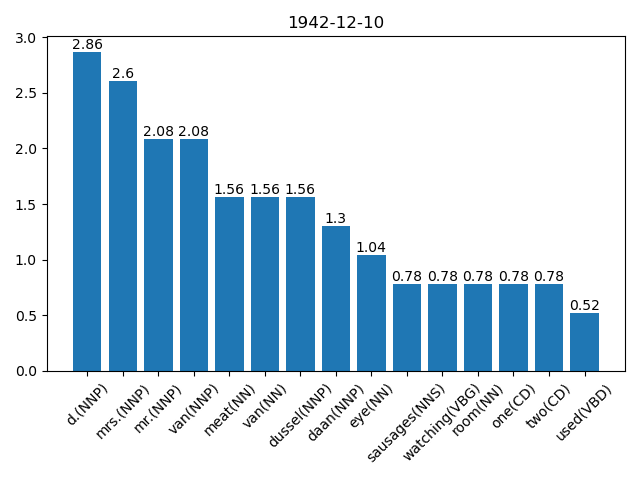 1942-12-10
3.0
2.5
2.0
1.5
1.0
0.5
0.0
2.86
2.6
2.08
2.08
1.56
1.56
1.56
1.3
1.04
0.78
0.78
0.78
0.78
0.78
0.52
d.(NNP)
mrs.(NNP)
mr.(NNP)
van(NNP)
meat(NN)
van(NN)
dussel(NNP)
daan(NNP)
eye(NN)
sausages(NNS)
watching(VBG)
room(NN)
one(CD)
two(CD)
used(VBD)